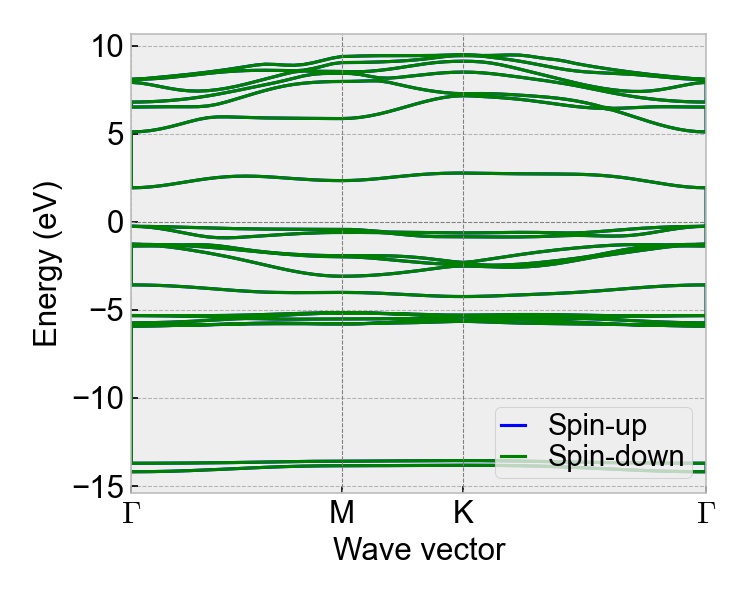 10
5
0
−5
−10
−15
Energy (eV)
Spin-up
Spin-down
Γ M K Γ
Wave vector